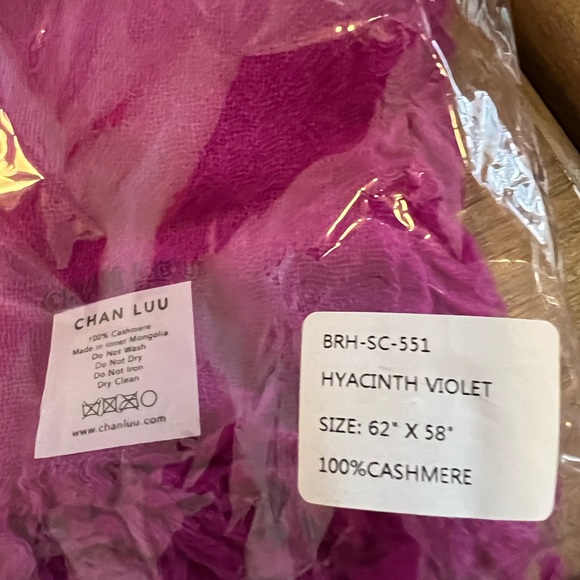 CHAN LUU
100% Cashmere
Made in Inner Mongolia
Do Not Wash
Do Not Dry
Do Not Iron
Dry Clean
www.chanluu.com
BRH-SC-551
HYACINTH VIOLET
SIZE: 62" X 58"
100%CASHMERE